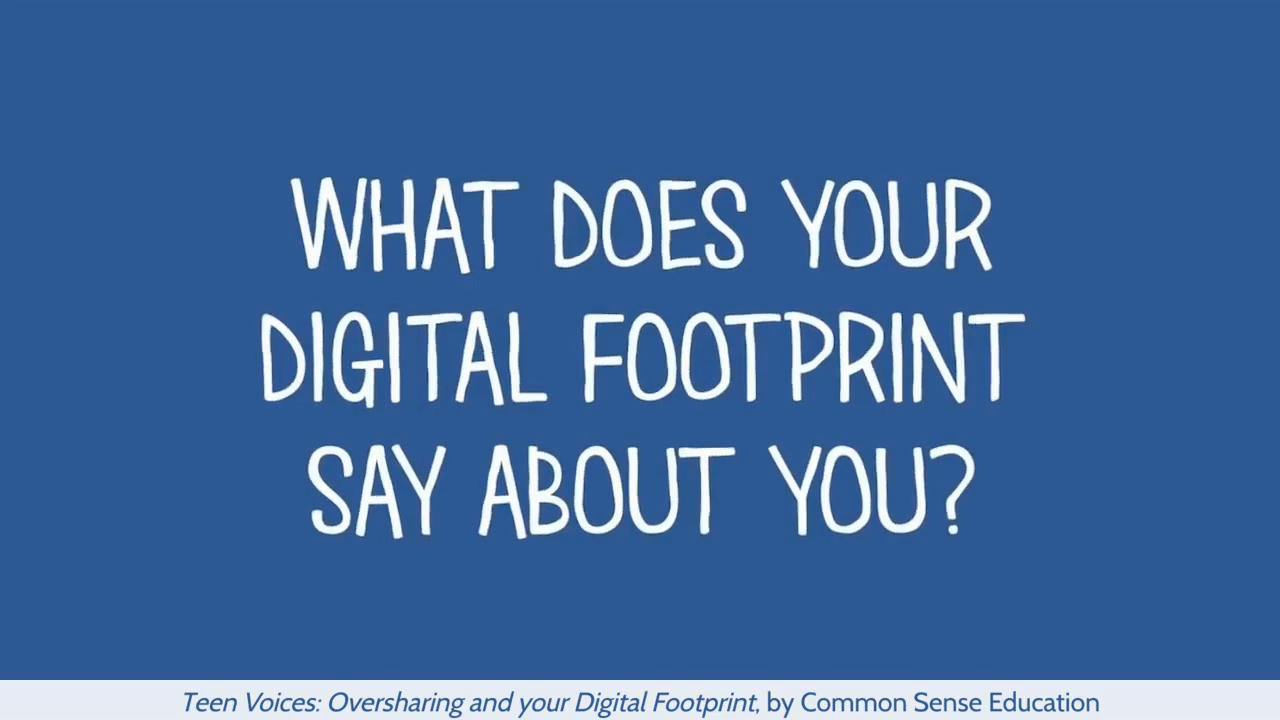 WHAT DOES YOUR
DIGITAL FOOTPRINT
SAY ABOUT YOU?
Teen Voices: Oversharing and your Digital Footprint, by Common Sense Education